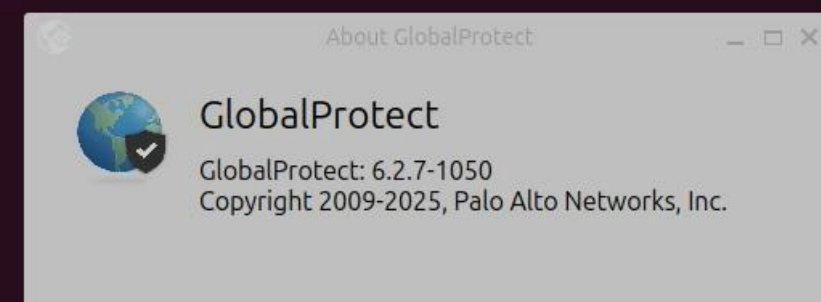 About GlobalProtect
GlobalProtect
GlobalProtect: 6.2.7-1050
Copyright 2009-2025, Palo Alto Networks, Inc.